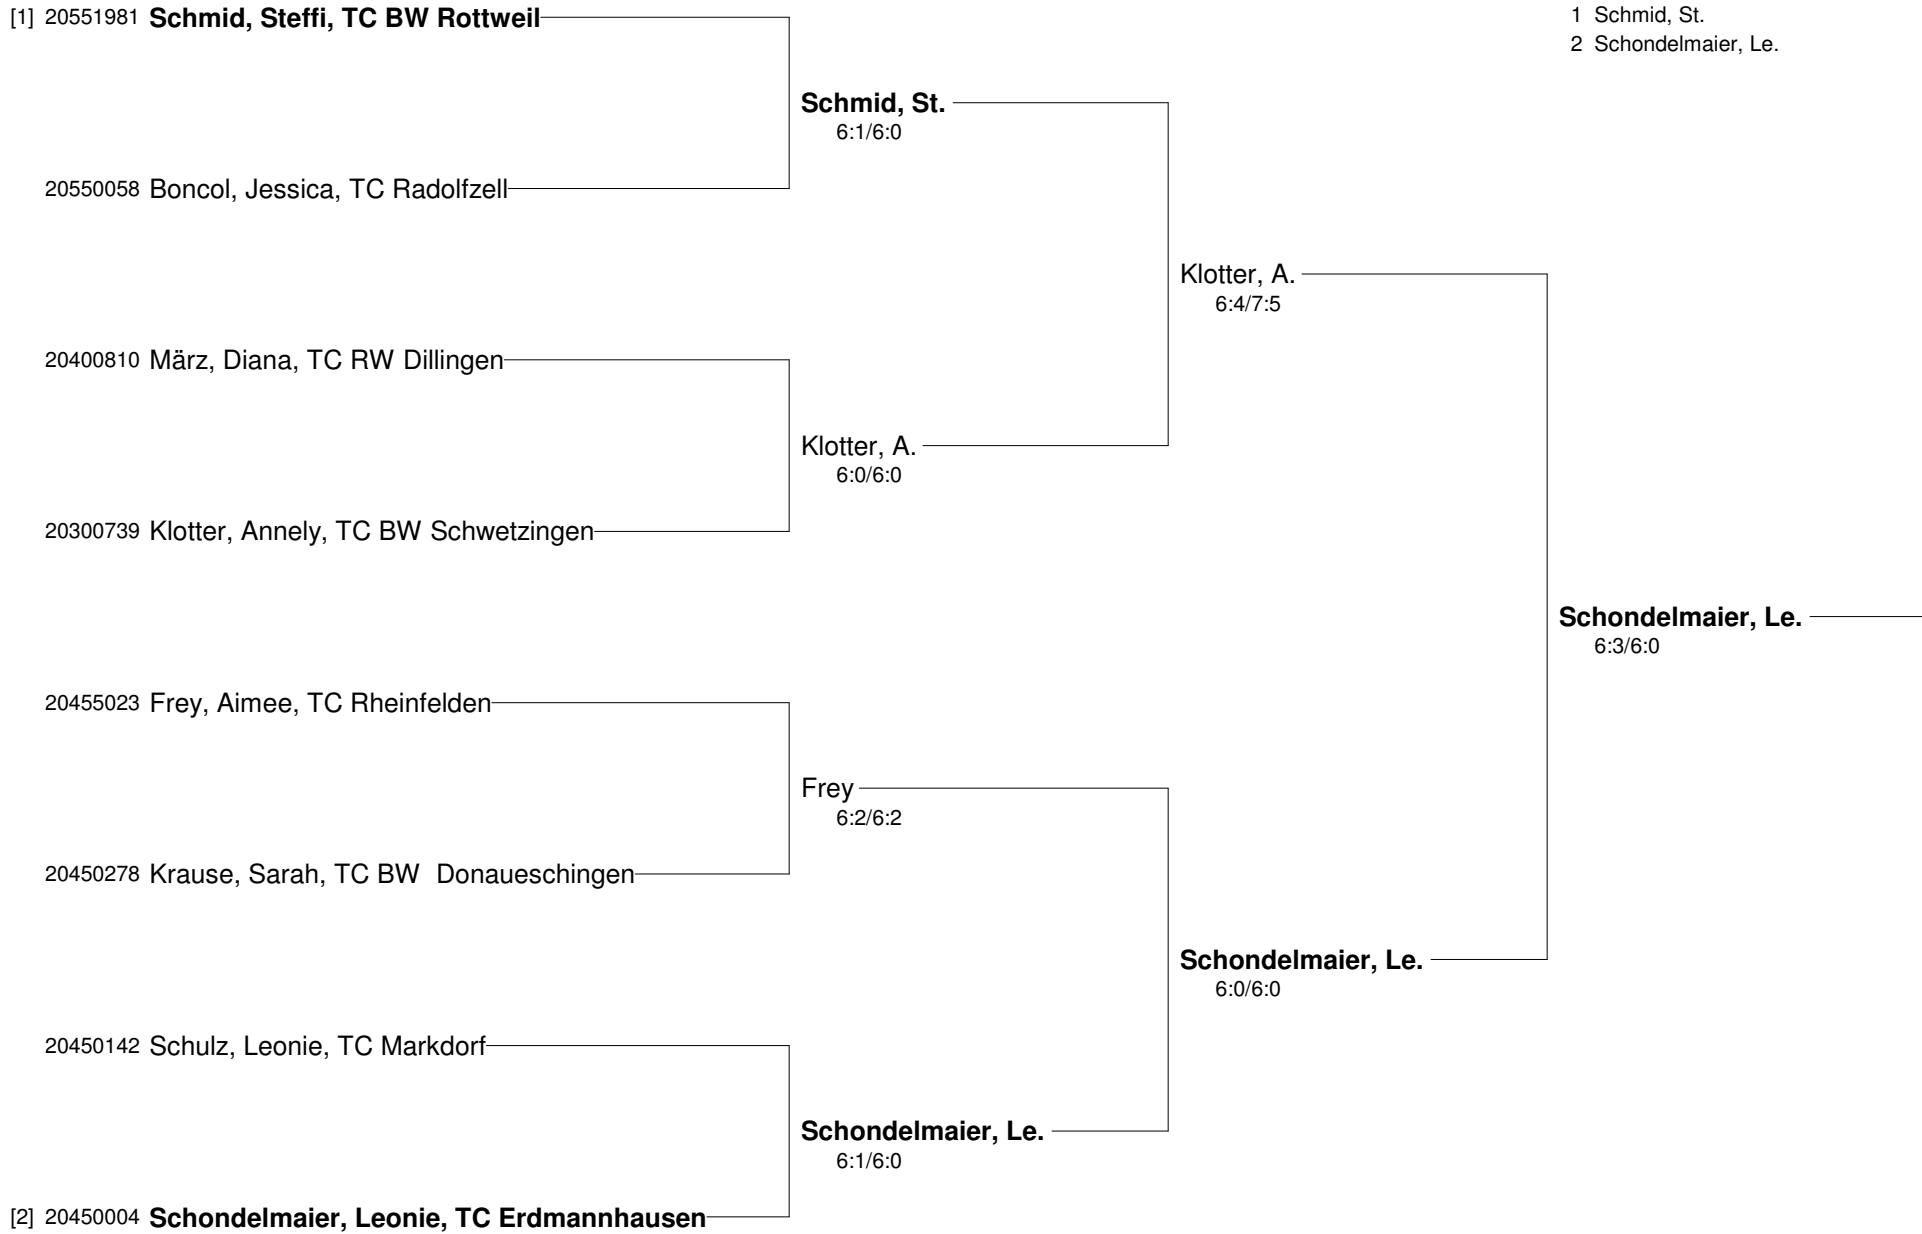 [1] 20551981 Schmid, Steffi, TC BW Rottweil
1 Schmid, St.
2 Schondelmaier, Le.
Schmid, St.
6:1/6:0
20550058 Boncol, Jessica, TC Radolfzell
Klotter, A.
6:4/7:5
20400810 März, Diana, TC RW Dillingen
Klotter, A.
6:0/6:0
20300739 Klotter, Annely, TC BW Schwetzingen
Schondelmaier, Le.
6:3/6:0
20455023 Frey, Aimee, TC Rheinfelden
Frey
6:2/6:2
20450278 Krause, Sarah, TC BW  Donaueschingen
Schondelmaier, Le.
6:0/6:0
20450142 Schulz, Leonie, TC Markdorf
Schondelmaier, Le.
6:1/6:0
[2] 20450004 Schondelmaier, Leonie, TC Erdmannhausen